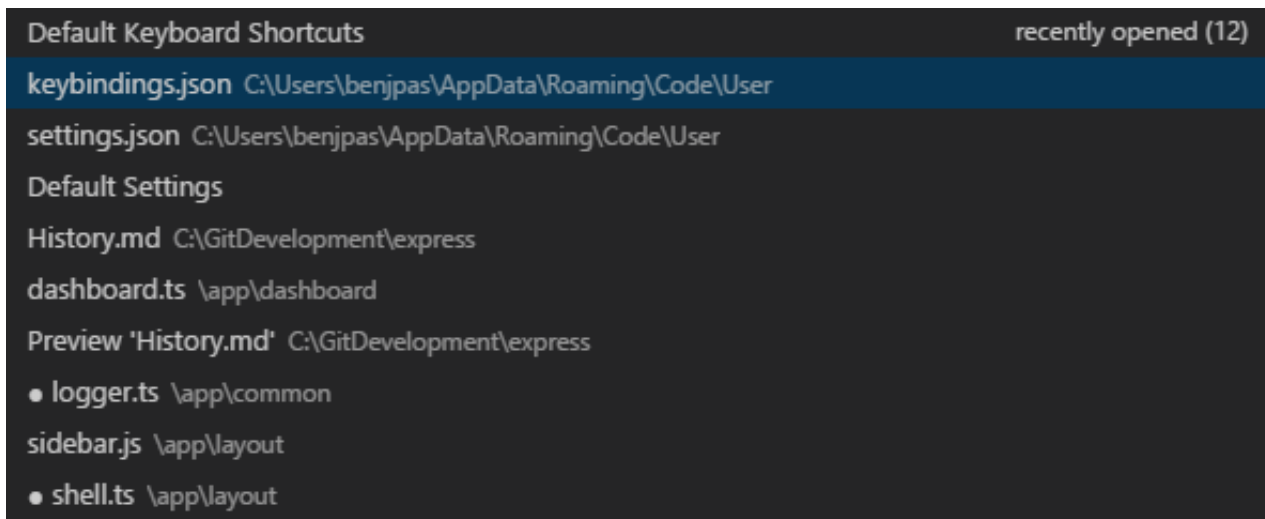 Default Keyboard Shortcuts recently opened (12)
keybindings.json C:\Users\benjpas\AppData\Roaming\Code\User
settings.json C:\Users\benjpas\AppData\Roaming\Code\User
Default Settings
History.md C:\GitDevelopment\express
dashboard.ts \app\dashboard
Preview 'History.md' C:\GitDevelopment\express
● logger.ts \app\common
sidebar.js \app\layout
● shell.ts \app\layout